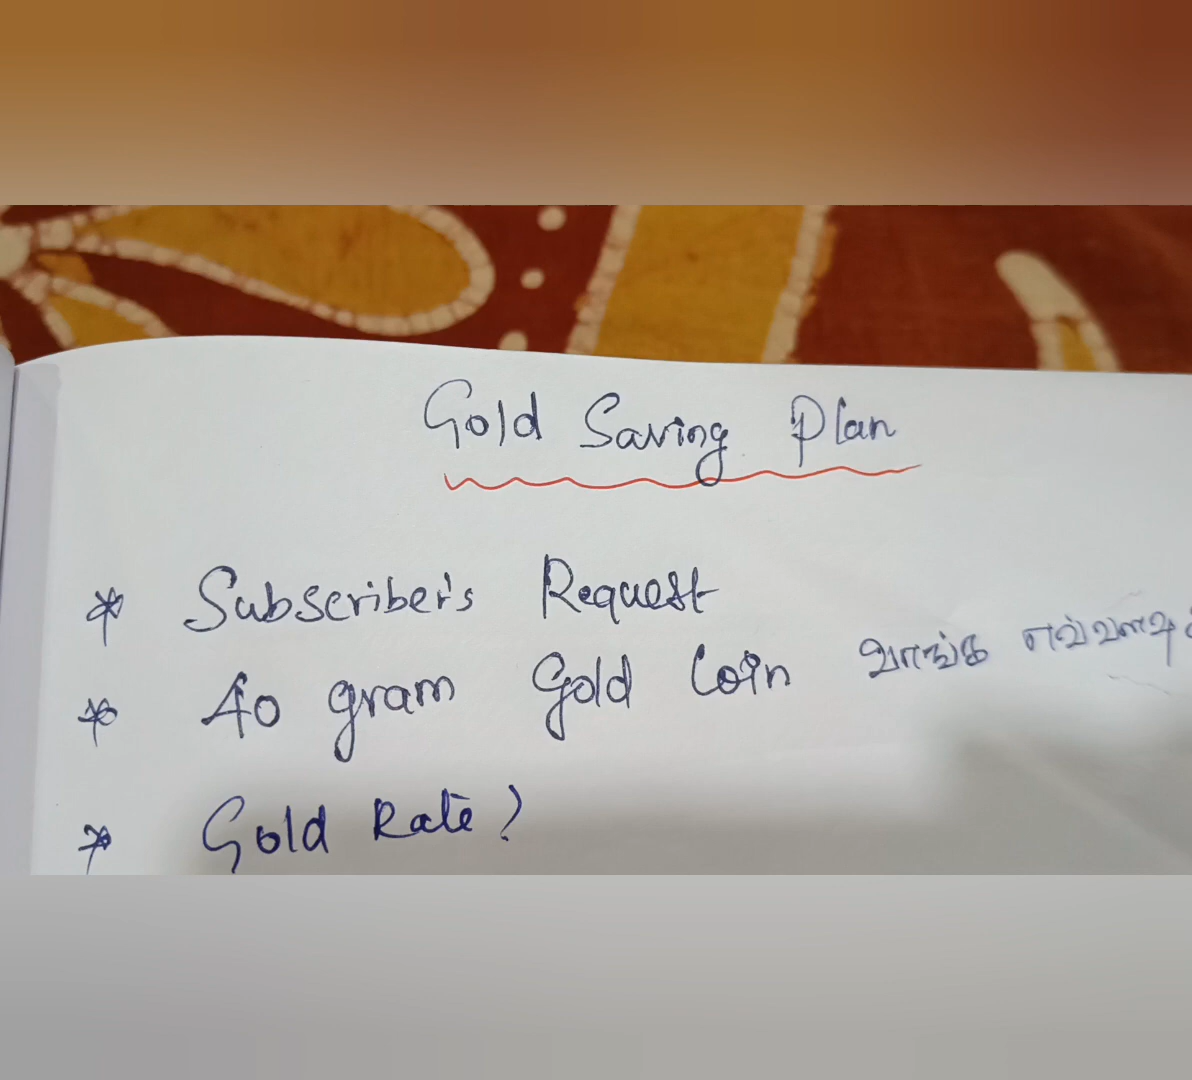 Gold Saving Plan
* Subscriber's Request
* 40 gram Gold Coin வாங்க எவ்வளவு
* Gold Rate?